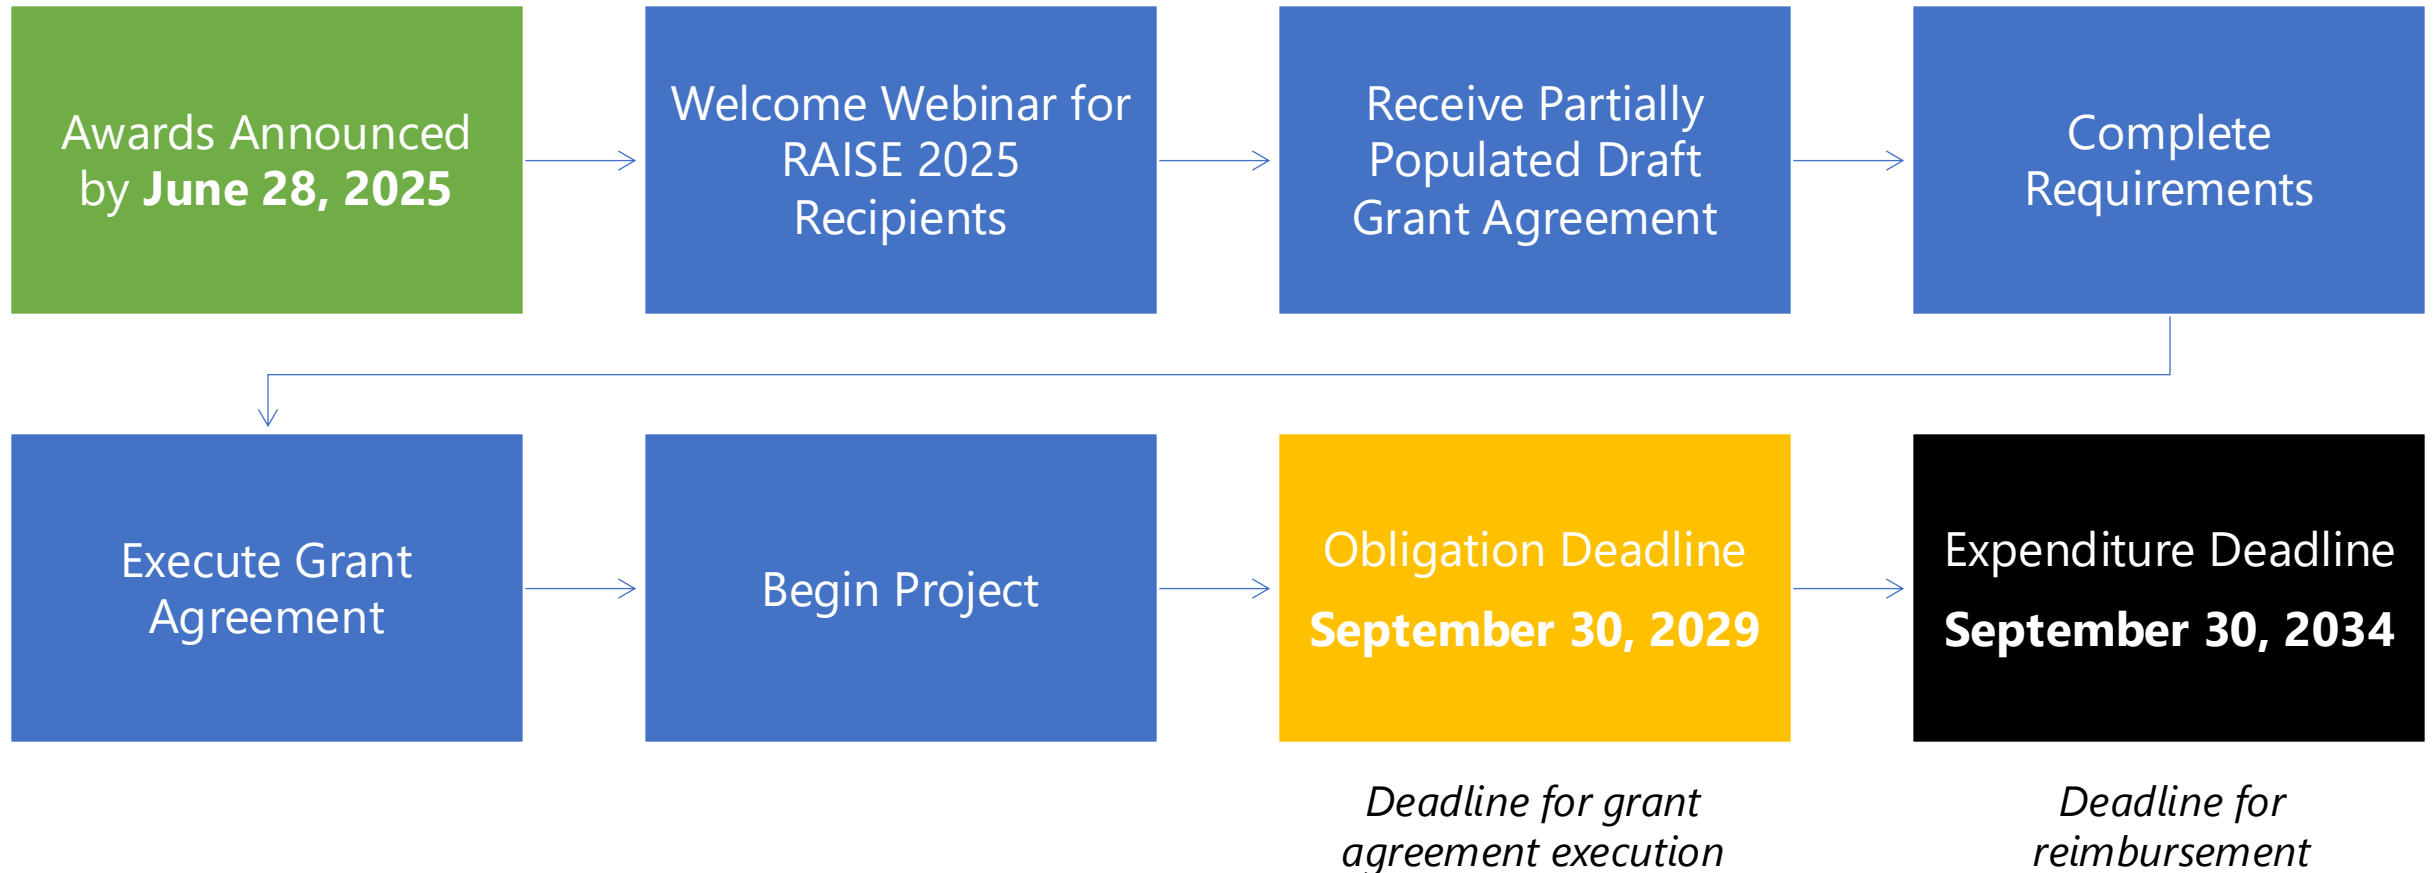 Awards Announced
by June 28, 2025
Welcome Webinar for
RAISE 2025
Recipients
Receive Partially
Populated Draft
Grant Agreement
Complete
Requirements
Execute Grant
Agreement
Begin Project
Obligation Deadline
September 30, 2029
Expenditure Deadline
September 30, 2034
Deadline for grant
agreement execution
Deadline for
reimbursement